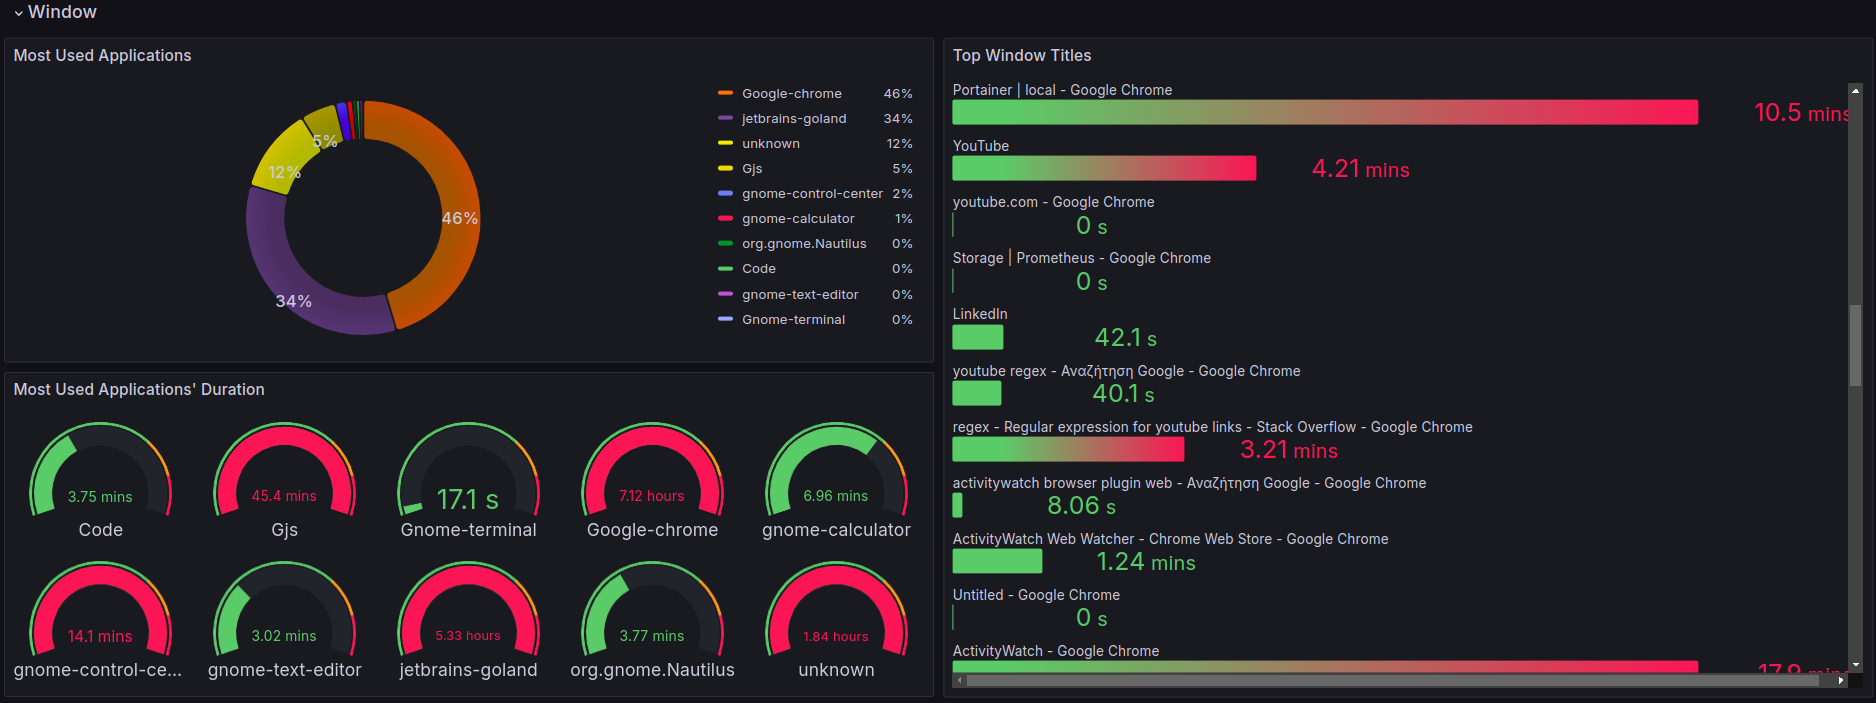 Window
Most Used Applications
46%
34%
12%
5%
Google-chrome 46%
jetbrains-goland 34%
unknown 12%
Gjs 5%
gnome-control-center 2%
gnome-calculator 1%
org.gnome.Nautilus 0%
Code 0%
gnome-text-editor 0%
Gnome-terminal 0%
Most Used Applications' Duration
3.75 mins
Code
45.4 mins
Gjs
17.1 s
Gnome-terminal
7.12 hours
Google-chrome
6.96 mins
gnome-calculator
14.1 mins
gnome-control-ce...
3.02 mins
gnome-text-editor
5.33 hours
jetbrains-goland
3.77 mins
org.gnome.Nautilus
1.84 hours
unknown
Top Window Titles
Portainer | local - Google Chrome
10.5 mins
YouTube
4.21 mins
youtube.com - Google Chrome
0 s
Storage | Prometheus - Google Chrome
0 s
LinkedIn
42.1 s
youtube regex - Αναζήτηση Google - Google Chrome
40.1 s
regex - Regular expression for youtube links - Stack Overflow - Google Chrome
3.21 mins
activitywatch browser plugin web - Αναζήτηση Google - Google Chrome
8.06 s
ActivityWatch Web Watcher - Chrome Web Store - Google Chrome
1.24 mins
Untitled - Google Chrome
0 s
ActivityWatch - Google Chrome